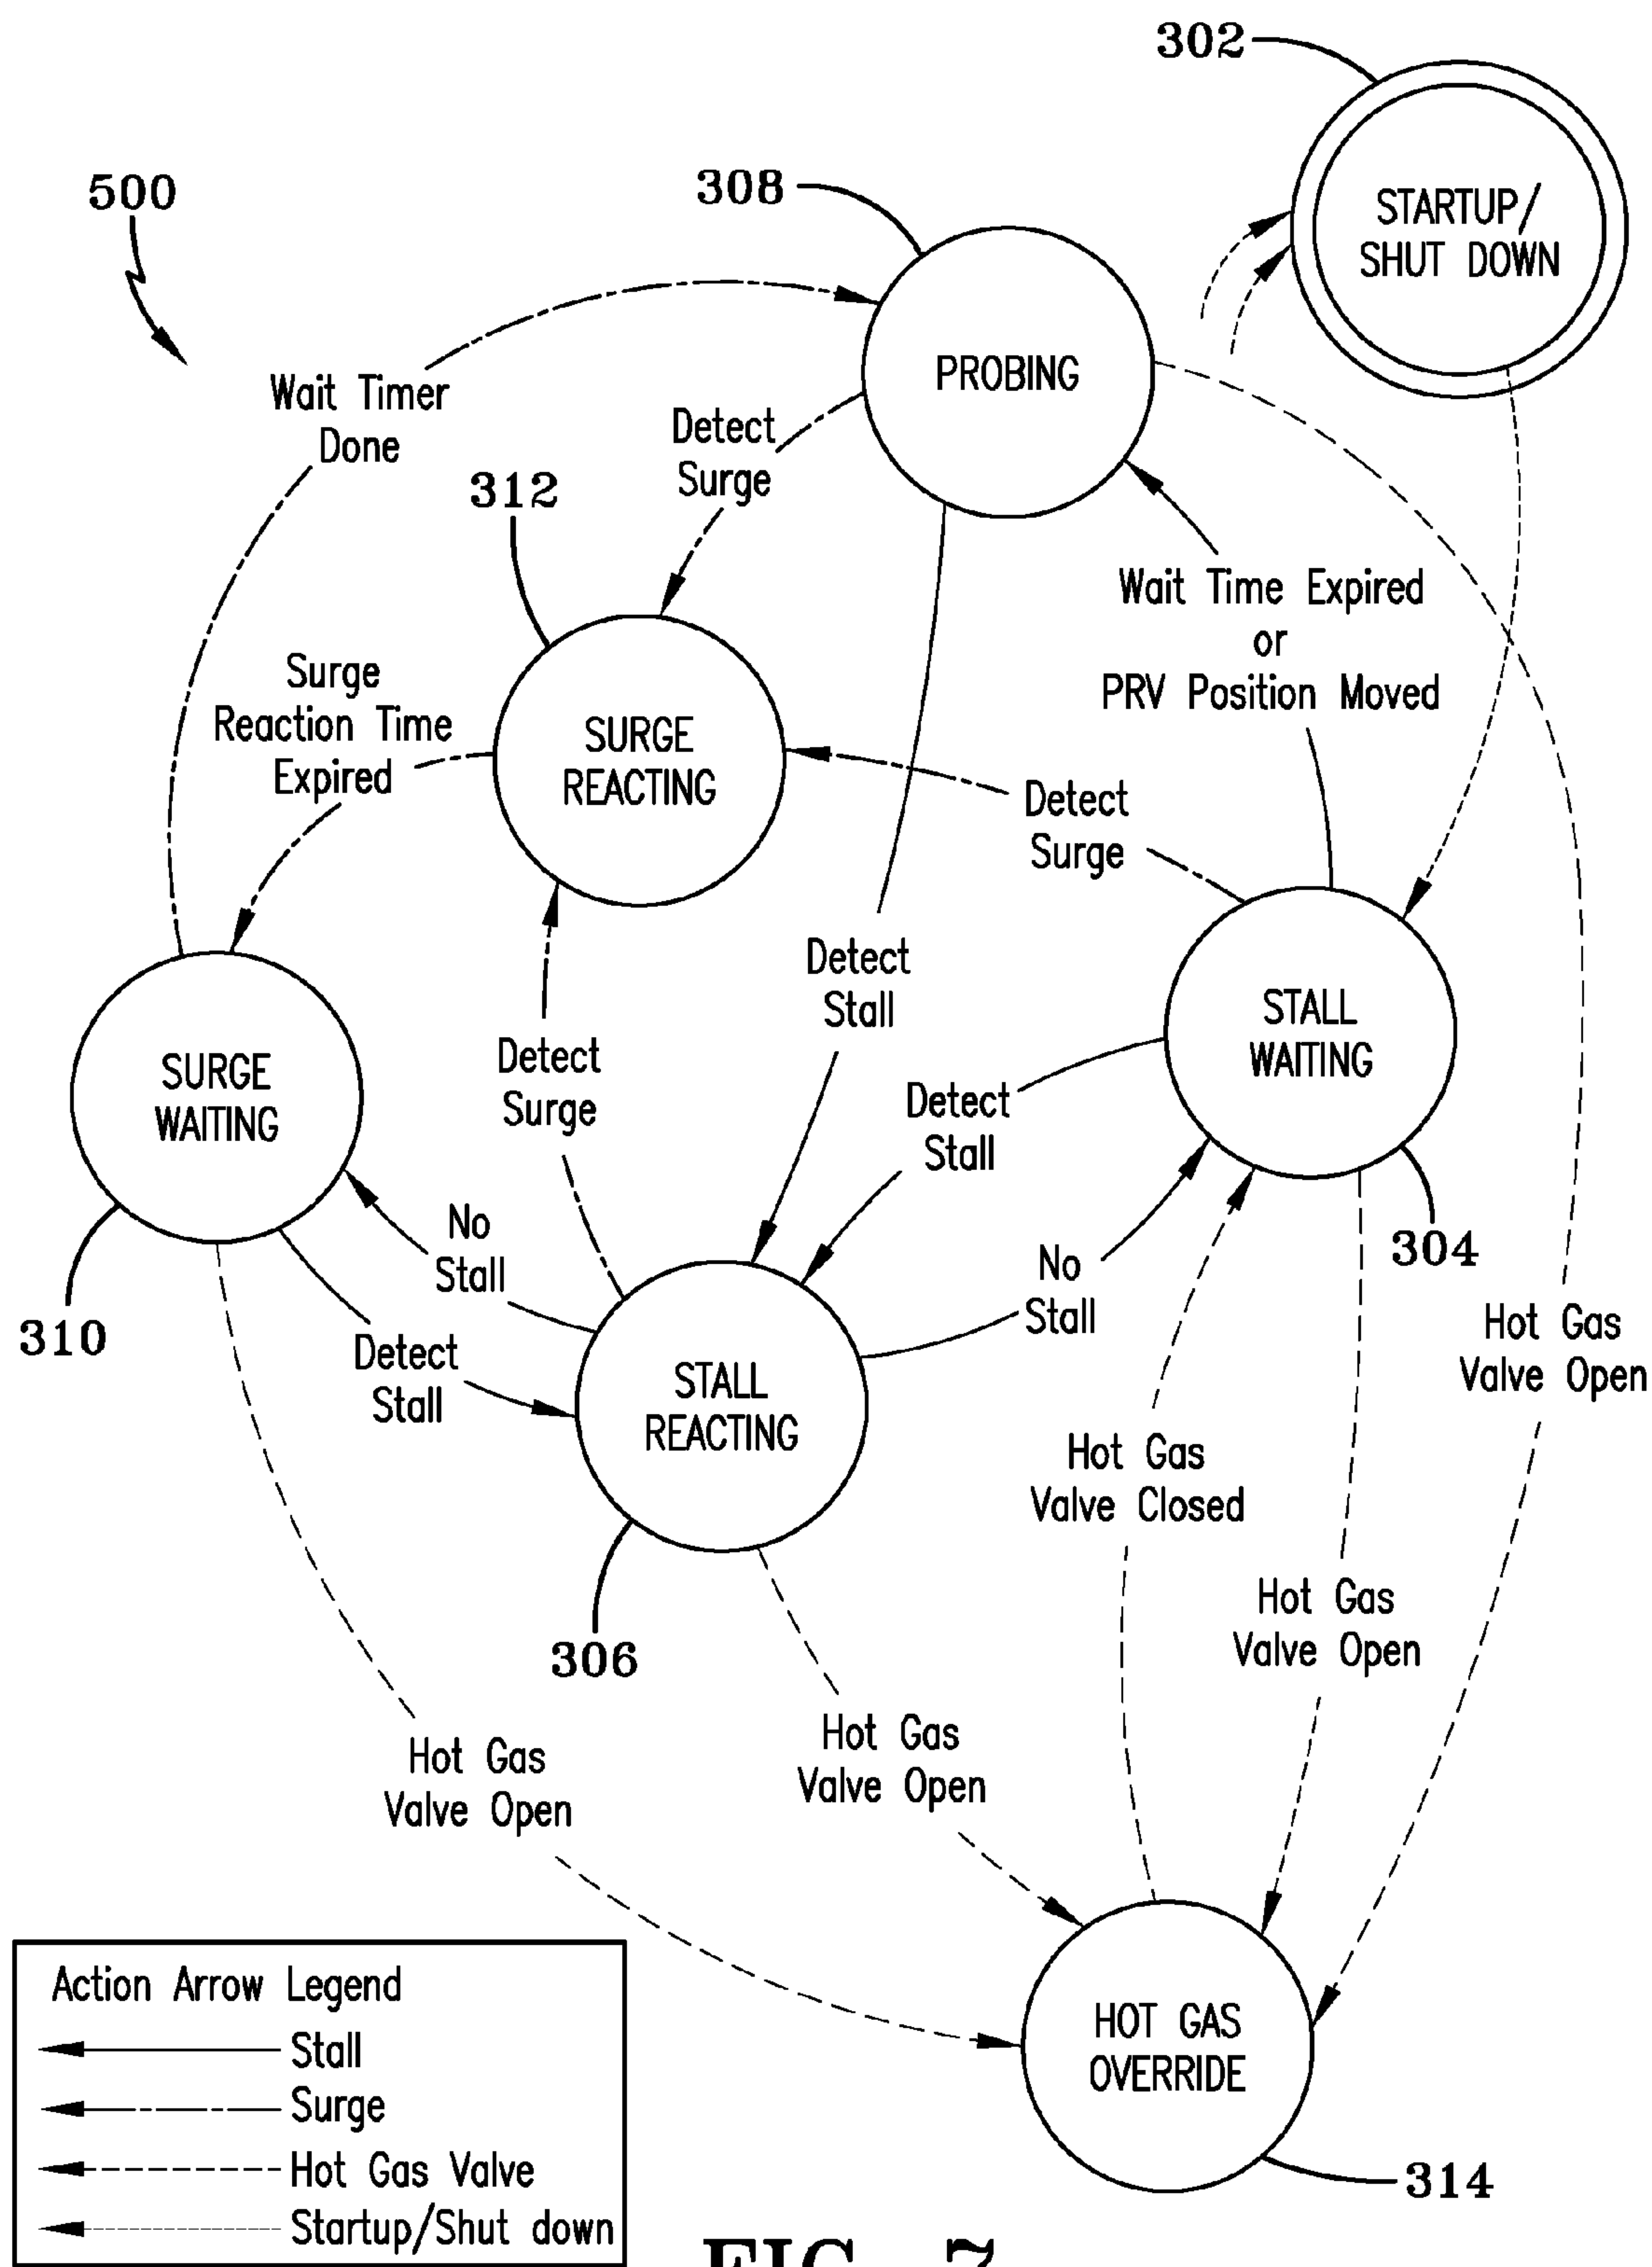 302
500
308
STARTUP/
SHUT DOWN
PROBING
Wait Timer
Done
Detect
Surge
312
Wait Time Expired
or
PRV Position Moved
Surge
Reaction Time
Expired
SURGE
REACTING
Detect
Surge
Detect
Stall
STALL
WAITING
SURGE
WAITING
Detect
Surge
Detect
Stall
304
No
Stall
No
Stall
310
Detect
Stall
STALL
REACTING
Hot Gas
Valve Open
Hot Gas
Valve Closed
306
Hot Gas
Valve Open
Hot Gas
Valve Open
Hot Gas
Valve Open
HOT GAS
OVERRIDE
314
Action Arrow Legend
Stall
Surge
Hot Gas Valve
Startup/Shut down
FIG. 7